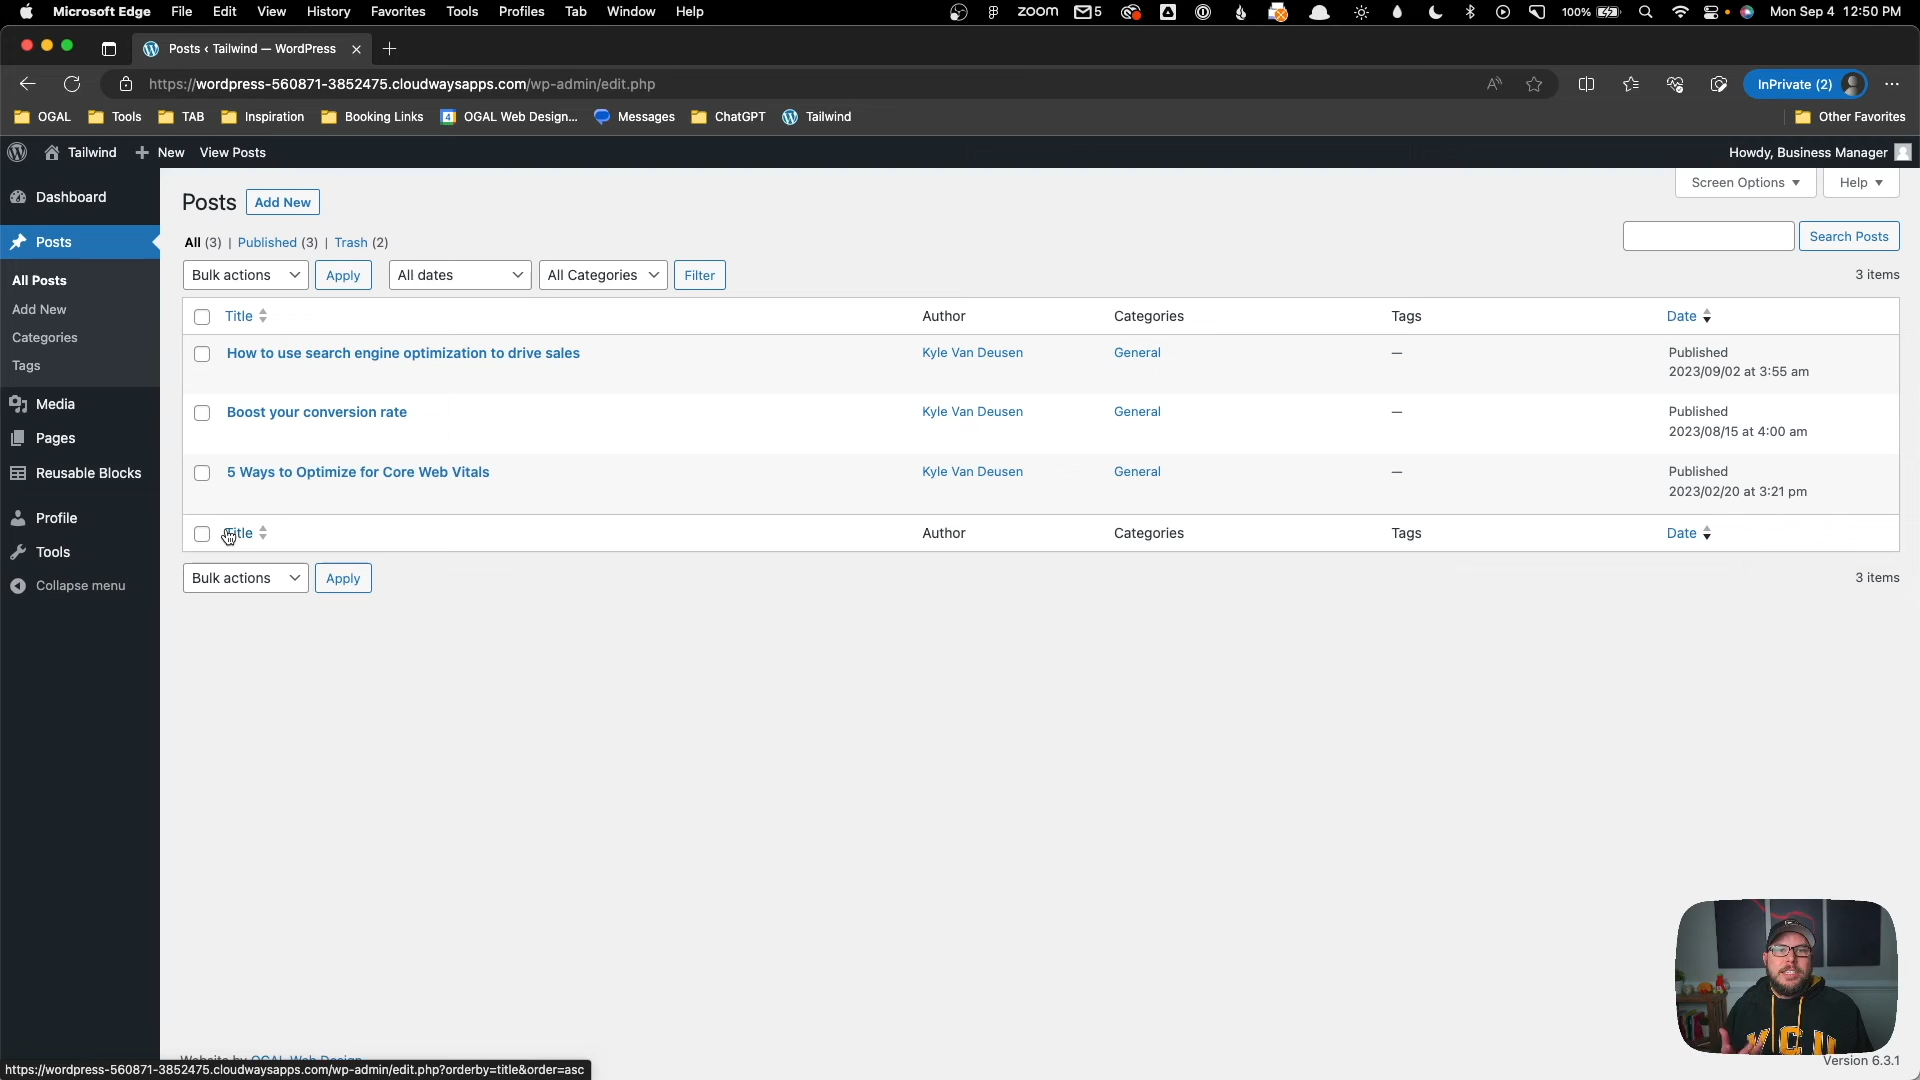 Microsoft Edge File Edit View History Favorites Tools Profiles Tab Window Help zoom 5 100% Mon Sep 4 12:50 PM
Posts ‹ Tailwind — WordPress
https://wordpress-560871-3852475.cloudwaysapps.com/wp-admin/edit.php InPrivate (2)
OGAL Tools TAB Inspiration Booking Links 4 OGAL Web Design... Messages ChatGPT Tailwind Other Favorites
Tailwind New View Posts Howdy, Business Manager
Dashboard
Posts
All Posts
Add New
Categories
Tags
Media
Pages
Reusable Blocks
Profile
Tools
Collapse menu
Screen Options Help
Posts Add New
All (3) | Published (3) | Trash (2)
Search Posts
Bulk actions Apply All dates All Categories Filter 3 items
Title Author Categories Tags Date
How to use search engine optimization to drive sales Kyle Van Deusen General — Published
2023/09/02 at 3:55 am
Boost your conversion rate Kyle Van Deusen General — Published
2023/08/15 at 4:00 am
5 Ways to Optimize for Core Web Vitals Kyle Van Deusen General — Published
2023/02/20 at 3:21 pm
Title Author Categories Tags Date
Bulk actions Apply 3 items
Website by OGAL Web Design
Version 6.3.1
https://wordpress-560871-3852475.cloudwaysapps.com/wp-admin/edit.php?orderby=title&order=asc